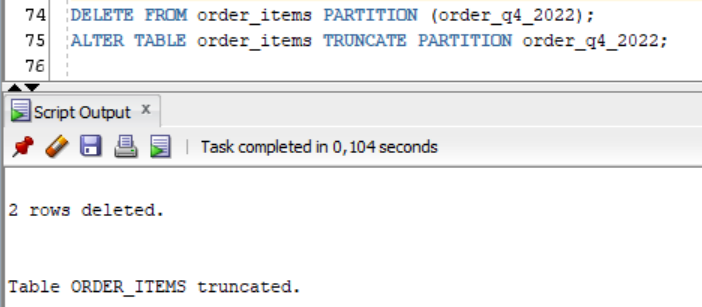 74 DELETE FROM order_items PARTITION (order_q4_2022);
75 ALTER TABLE order_items TRUNCATE PARTITION order_q4_2022;
76
Script Output x
Task completed in 0,104 seconds
2 rows deleted.
Table ORDER_ITEMS truncated.